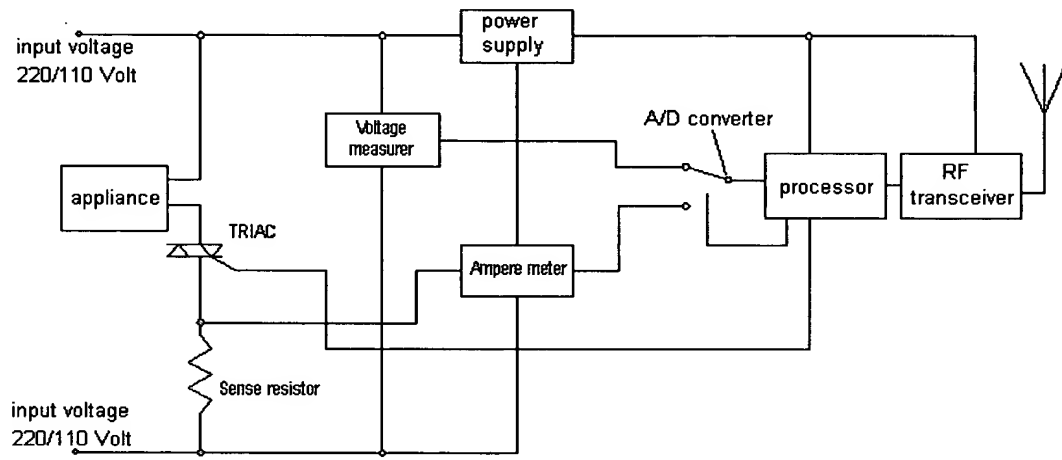 input voltage
220/110 Volt
power
supply
Voltage
measurer
A/D converter
appliance
processor
RF
transceiver
TRIAC
Ampere meter
Sense resistor
input voltage
220/110 Volt